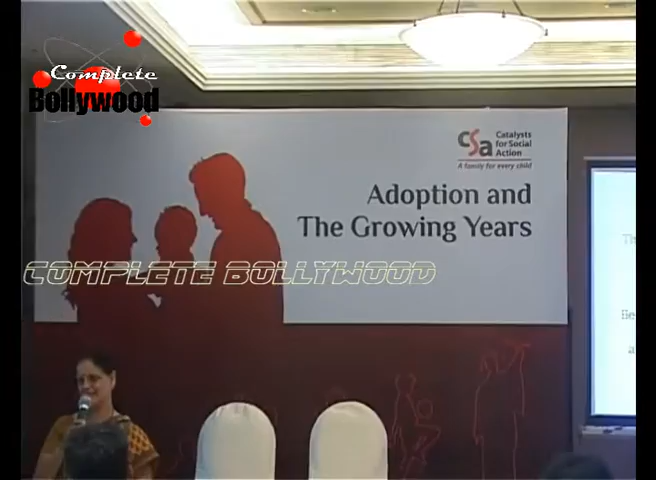 Complete
Bollywood
CSA
Catalysts
for Social
Action
A family for every child
Adoption and
The Growing Years
COMPLETE BOLLYWOOD